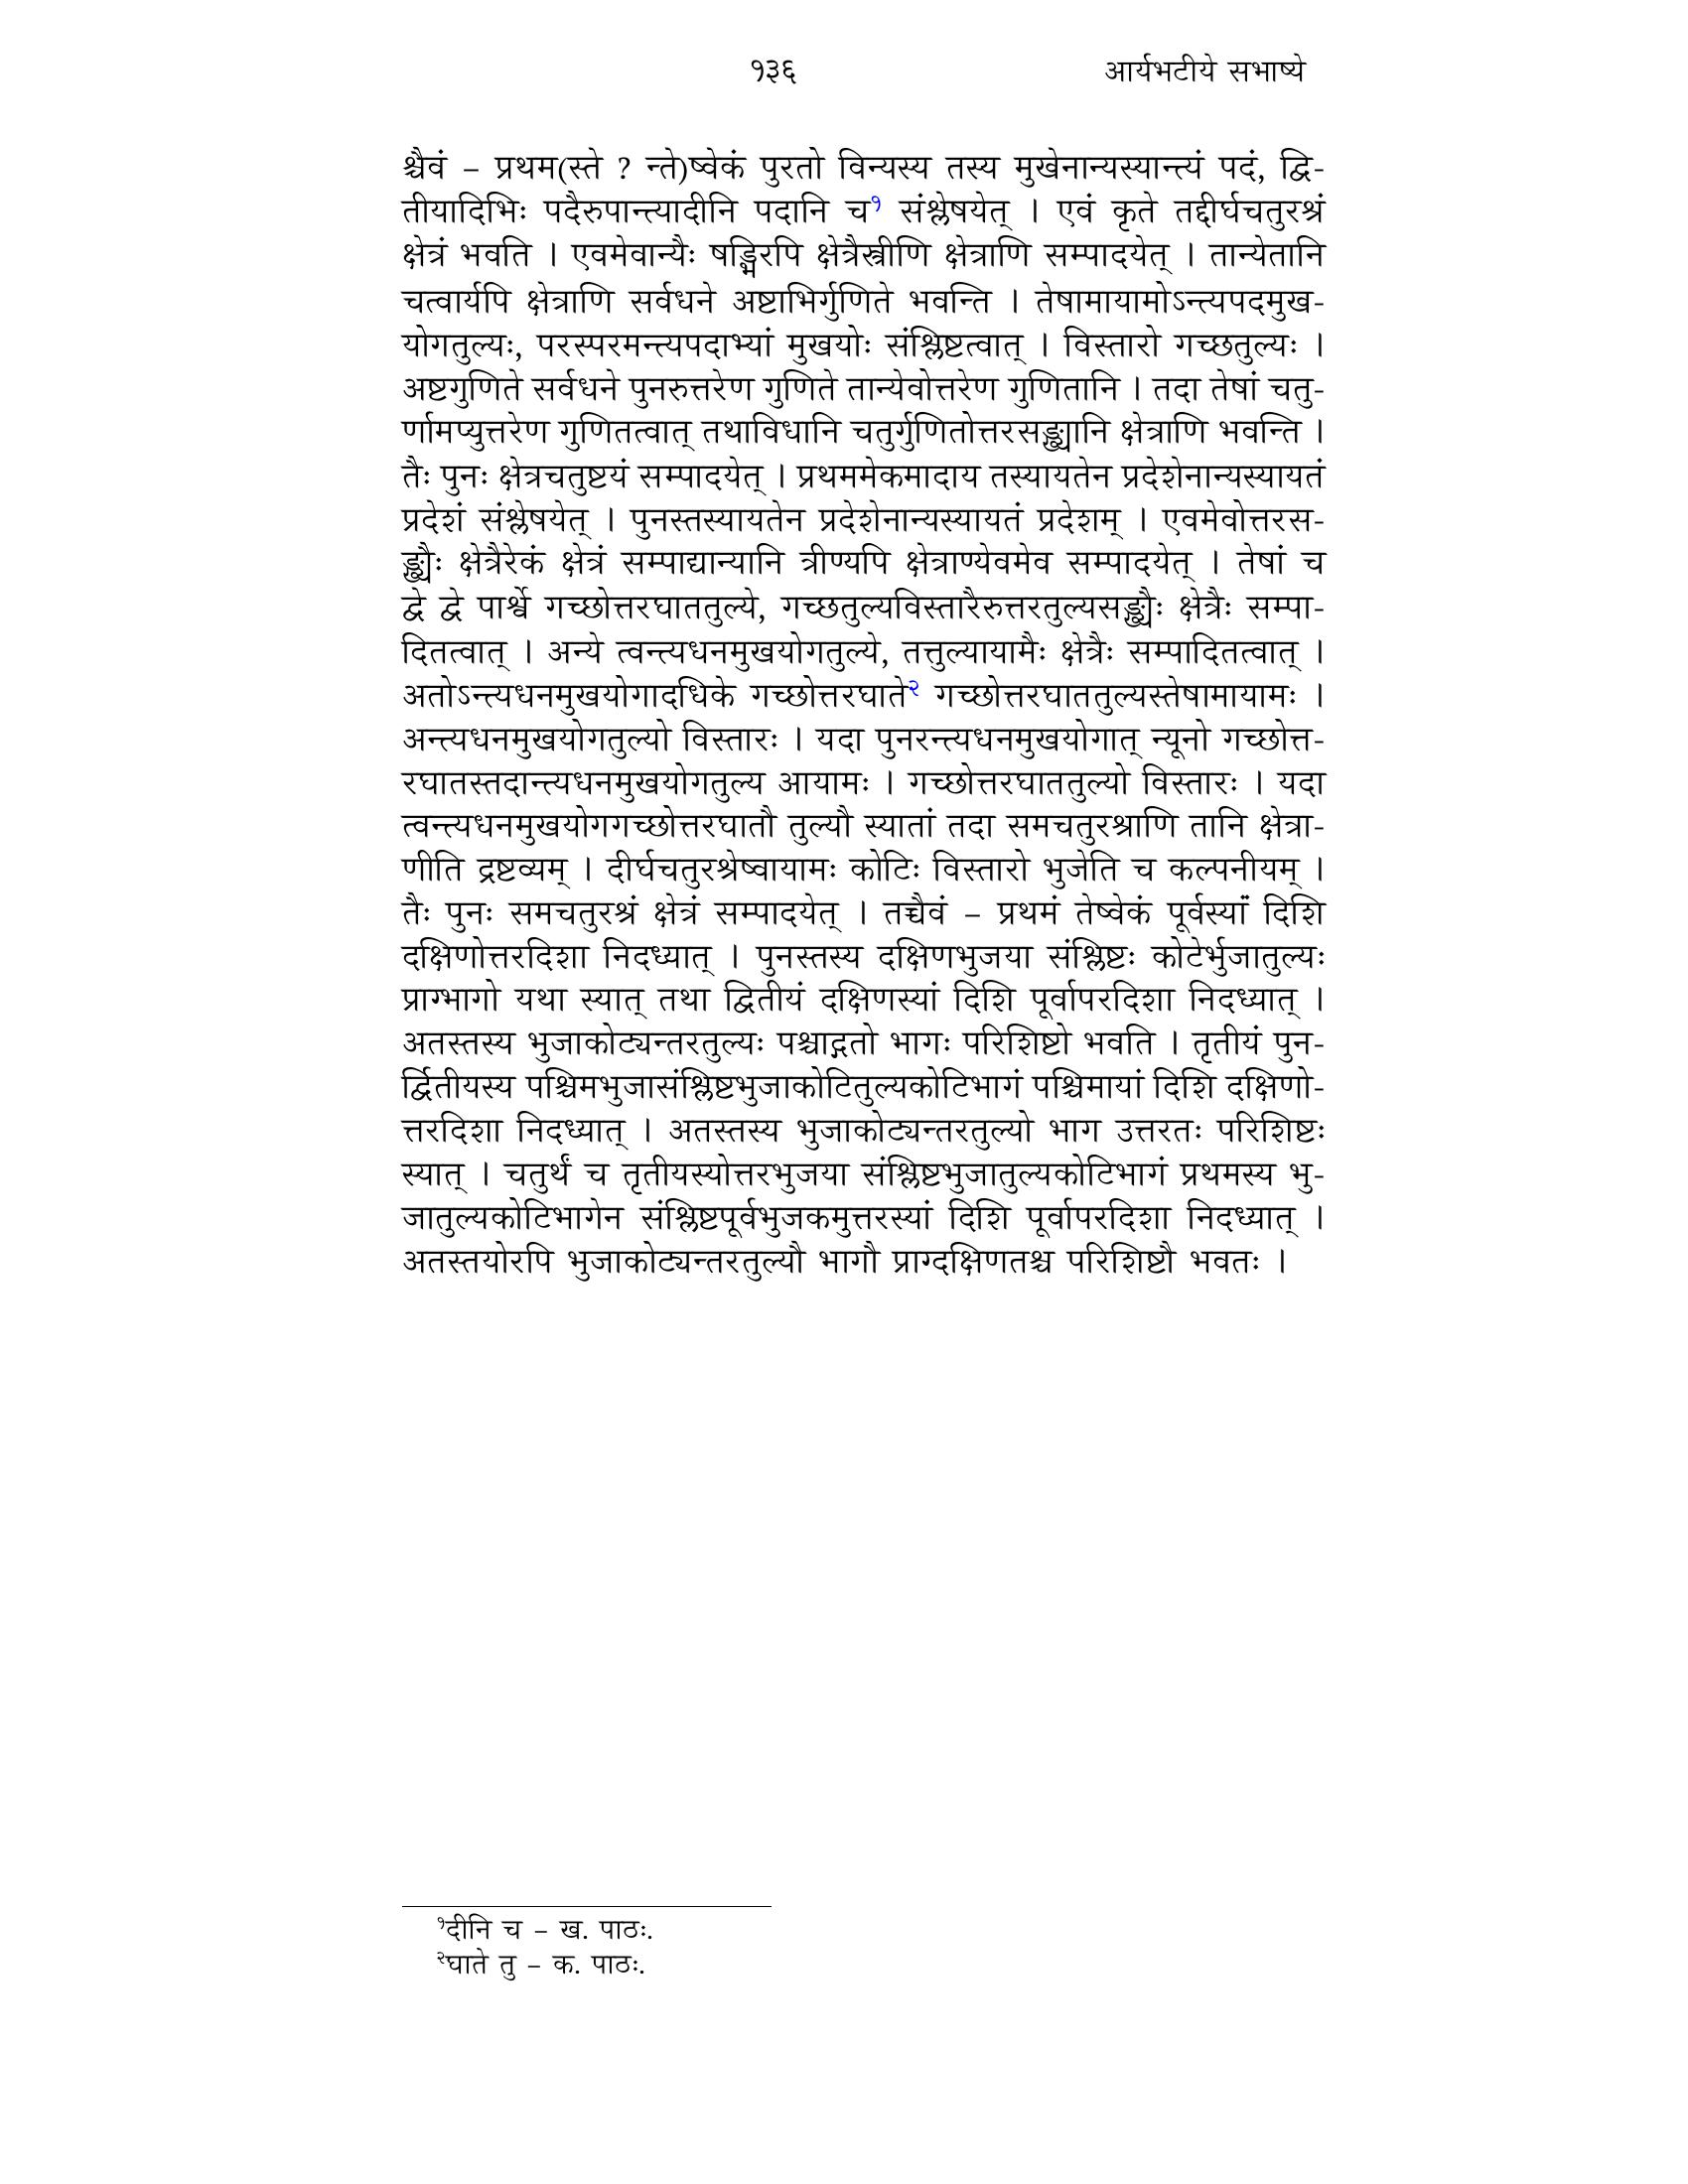 १३६ आर्यभटीये सभाष्ये
श्चैवं – प्रथम(स्ते ? न्ते)ष्वेकं पुरतो विन्यस्य तस्य मुखेनान्यस्यान्त्यं पदं, द्वि-
तीयादिभिः पदैरुपान्त्यादीनि पदानि च१ संश्लेषयेत् । एवं कृते तद्दीर्घचतुरश्रं
क्षेत्रं भवति । एवमेवान्यैः षड्भिरपि क्षेत्रैस्त्रीणि क्षेत्राणि सम्पादयेत् । तान्येतानि
चत्वार्यपि क्षेत्राणि सर्वधने अष्टाभिर्गुणिते भवन्ति । तेषामायामोऽन्त्यपदमुख-
योगतुल्यः, परस्परमन्त्यपदाभ्यां मुखयोः संश्लिष्टत्वात् । विस्तारो गच्छतुल्यः ।
अष्टगुणिते सर्वधने पुनरुत्तरेण गुणिते तान्येवोत्तरेण गुणितानि । तदा तेषां चतु-
र्णामप्युत्तरेण गुणितत्वात् तथाविधानि चतुर्गुणितोत्तरसङ्ख्यानि क्षेत्राणि भवन्ति ।
तैः पुनः क्षेत्रचतुष्टयं सम्पादयेत् । प्रथममेकमादाय तस्यायतेन प्रदेशेनान्यस्यायतं
प्रदेशं संश्लेषयेत् । पुनस्तस्यायतेन प्रदेशेनान्यस्यायतं प्रदेशम् । एवमेवोत्तरस-
ङ्ख्यैः क्षेत्रैरेकं क्षेत्रं सम्पाद्यान्यानि त्रीण्यपि क्षेत्राण्येवमेव सम्पादयेत् । तेषां च
द्वे द्वे पार्श्वे गच्छोत्तरघाततुल्ये, गच्छतुल्यविस्तारैरुत्तरतुल्यसङ्ख्यैः क्षेत्रैः सम्पा-
दितत्वात् । अन्ये त्वन्त्यधनमुखयोगतुल्ये, तत्तुल्यायामैः क्षेत्रैः सम्पादितत्वात् ।
अतोऽन्त्यधनमुखयोगादधिके गच्छोत्तरघाते२ गच्छोत्तरघाततुल्यस्तेषामायामः ।
अन्त्यधनमुखयोगतुल्यो विस्तारः । यदा पुनरन्त्यधनमुखयोगात् न्यूनो गच्छोत्त-
रघातस्तदान्त्यधनमुखयोगतुल्य आयामः । गच्छोत्तरघाततुल्यो विस्तारः । यदा
त्वन्त्यधनमुखयोगगच्छोत्तरघातौ तुल्यौ स्यातां तदा समचतुरश्राणि तानि क्षेत्रा-
णीति द्रष्टव्यम् । दीर्घचतुरश्रेष्वायामः कोटिः विस्तारो भुजेति च कल्पनीयम् ।
तैः पुनः समचतुरश्रं क्षेत्रं सम्पादयेत् । तच्चैवं – प्रथमं तेष्वेकं पूर्वस्यां दिशि
दक्षिणोत्तरदिशा निदध्यात् । पुनस्तस्य दक्षिणभुजया संश्लिष्टः कोटेर्भुजातुल्यः
प्राग्भागो यथा स्यात् तथा द्वितीयं दक्षिणस्यां दिशि पूर्वापरदिशा निदध्यात् ।
अतस्तस्य भुजाकोट्यन्तरतुल्यः पश्चाद्गतो भागः परिशिष्टो भवति । तृतीयं पुन-
र्द्वितीयस्य पश्चिमभुजासंश्लिष्टभुजाकोटितुल्यकोटिभागं पश्चिमायां दिशि दक्षिणो-
त्तरदिशा निदध्यात् । अतस्तस्य भुजाकोट्यन्तरतुल्यो भाग उत्तरतः परिशिष्टः
स्यात् । चतुर्थं च तृतीयस्योत्तरभुजया संश्लिष्टभुजातुल्यकोटिभागं प्रथमस्य भु-
जातुल्यकोटिभागेन संश्लिष्टपूर्वभुजकमुत्तरस्यां दिशि पूर्वापरदिशा निदध्यात् ।
अतस्तयोरपि भुजाकोट्यन्तरतुल्यौ भागौ प्राग्दक्षिणतश्च परिशिष्टौ भवतः ।
१दीनि च – ख. पाठः.
२घाते तु – क. पाठः.